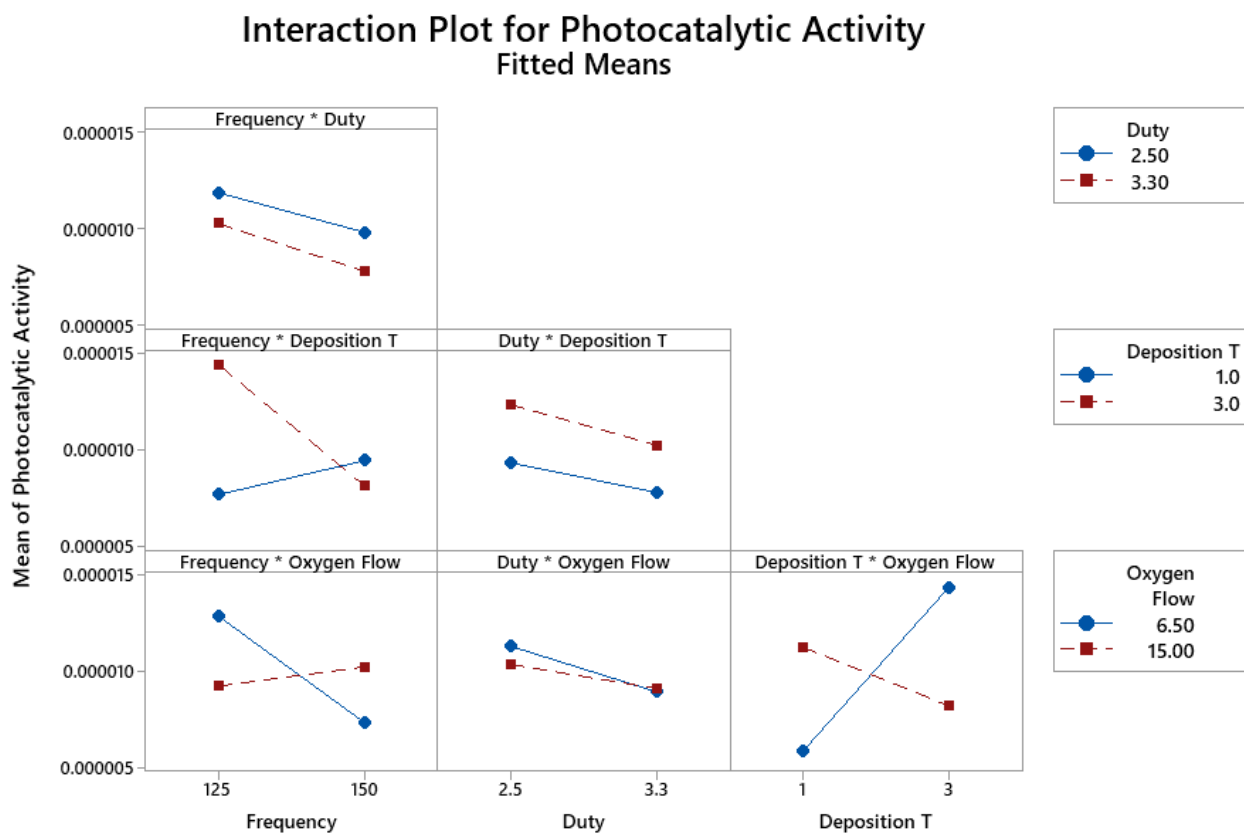 Interaction Plot for Photocatalytic Activity
Fitted Means
Mean of Photocatalytic Activity
Frequency * Duty
0.000015
0.000010
0.000005
Duty
2.50
3.30
Frequency * Deposition T
Duty * Deposition T
0.000015
0.000010
0.000005
Deposition T
1.0
3.0
Frequency * Oxygen Flow
Duty * Oxygen Flow
Deposition T * Oxygen Flow
0.000015
0.000010
0.000005
Oxygen
Flow
6.50
15.00
125 150
2.5 3.3
1 3
Frequency
Duty
Deposition T